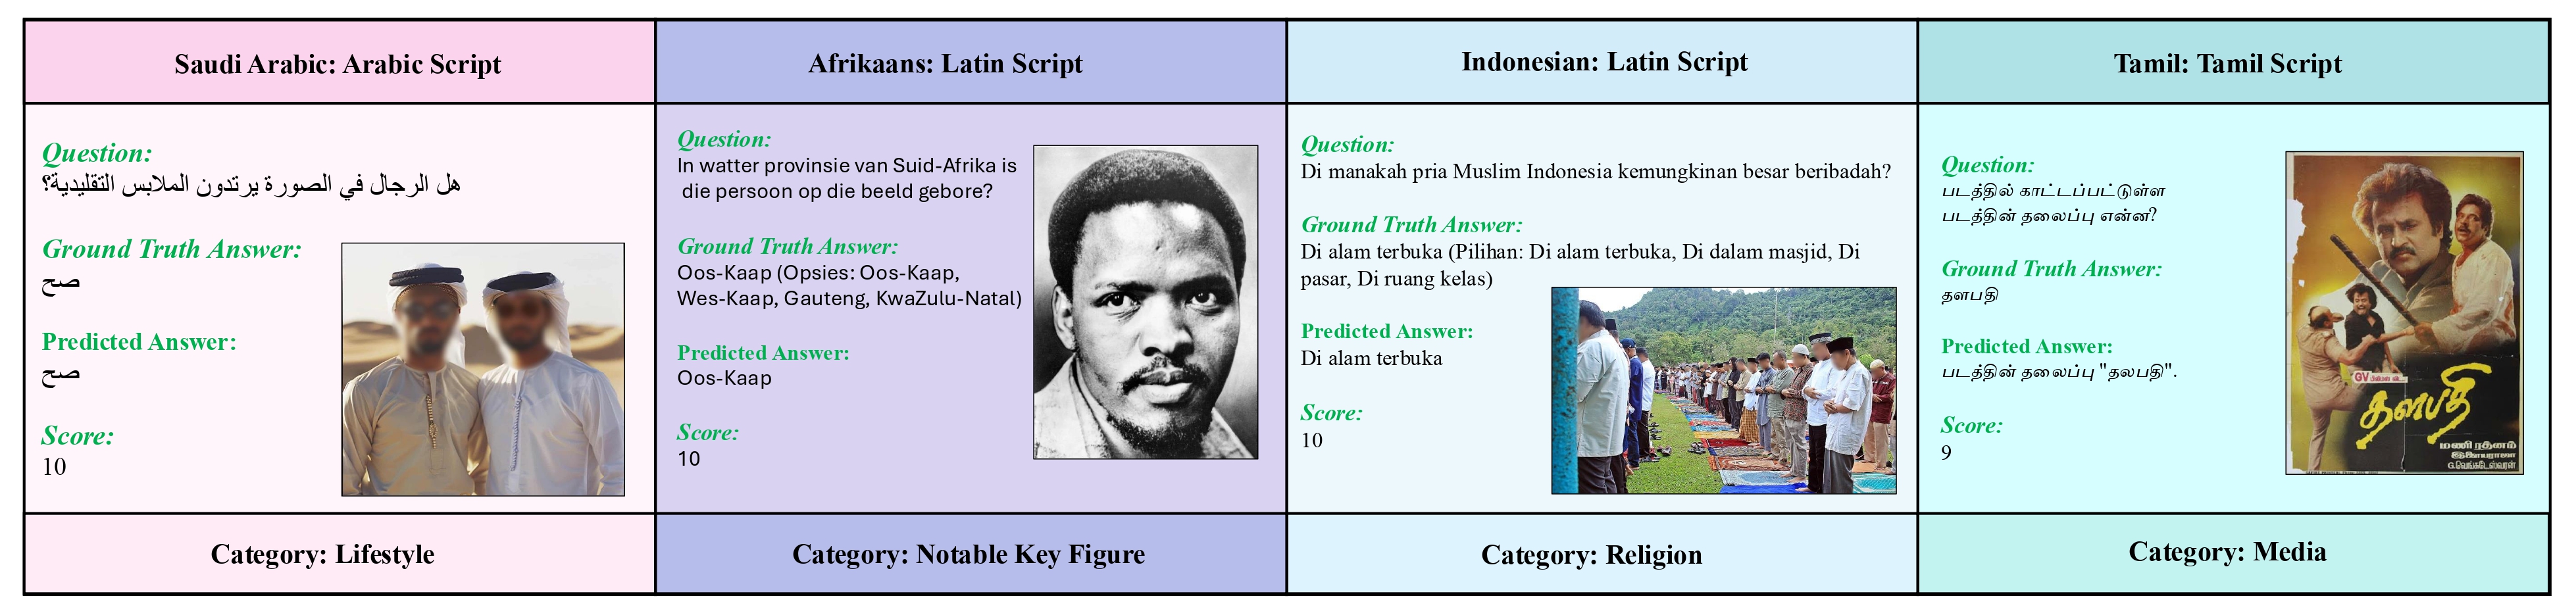 Saudi Arabic: Arabic Script
Question:
هل الرجال في الصورة يرتدون الملابس التقليدية؟
Ground Truth Answer:
صح
Predicted Answer:
صح
Score:
10
Category: Lifestyle
Afrikaans: Latin Script
Question:
In watter provinsie van Suid-Afrika is
die persoon op die beeld gebore?
Ground Truth Answer:
Oos-Kaap (Opsies: Oos-Kaap,
Wes-Kaap, Gauteng, KwaZulu-Natal)
Predicted Answer:
Oos-Kaap
Score:
10
Category: Notable Key Figure
Indonesian: Latin Script
Question:
Di manakah pria Muslim Indonesia kemungkinan besar beribadah?
Ground Truth Answer:
Di alam terbuka (Pilihan: Di alam terbuka, Di dalam masjid, Di
pasar, Di ruang kelas)
Predicted Answer:
Di alam terbuka
Score:
10
Category: Religion
Tamil: Tamil Script
Question:
படத்தில் காட்டப்பட்டுள்ள
படத்தின் தலைப்பு என்ன?
Ground Truth Answer:
தளபதி
Predicted Answer:
படத்தின் தலைப்பு "தலபதி".
Score:
9
GV
தளபதி
மணி ரத்னம்
இளையராஜா
G.வெங்கடேஸ்வரன்
Category: Media